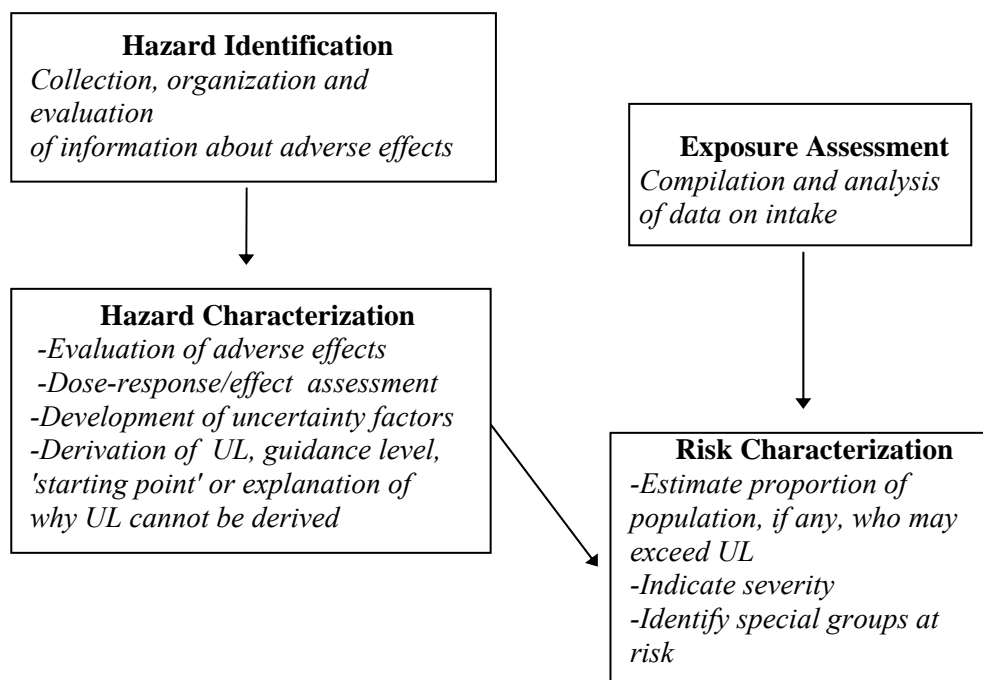 Hazard Identification
Collection, organization and
evaluation
of information about adverse effects
Exposure Assessment
Compilation and analysis
of data on intake
Hazard Characterization
-Evaluation of adverse effects
-Dose-response/effect assessment
-Development of uncertainty factors
-Derivation of UL, guidance level,
'starting point' or explanation of
why UL cannot be derived
Risk Characterization
-Estimate proportion of
population, if any, who may
exceed UL
-Indicate severity
-Identify special groups at
risk